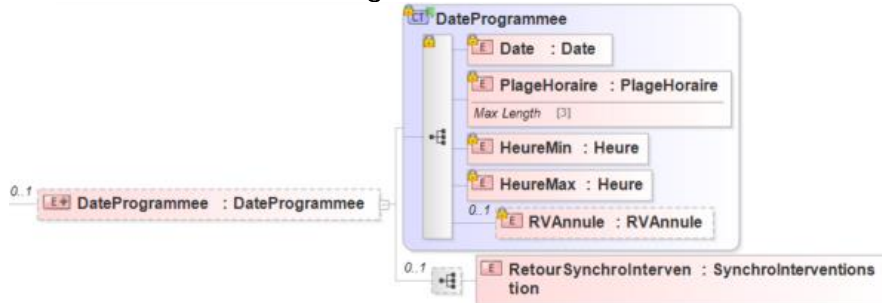 CT DateProgrammee
E Date : Date
E PlageHoraire : PlageHoraire
Max Length [3]
E HeureMin : Heure
E HeureMax : Heure
0..1 E+ DateProgrammee : DateProgrammee
0..1 E RVAnnule : RVAnnule
0..1 E RetourSynchroInterven : SynchroInterventions
tion